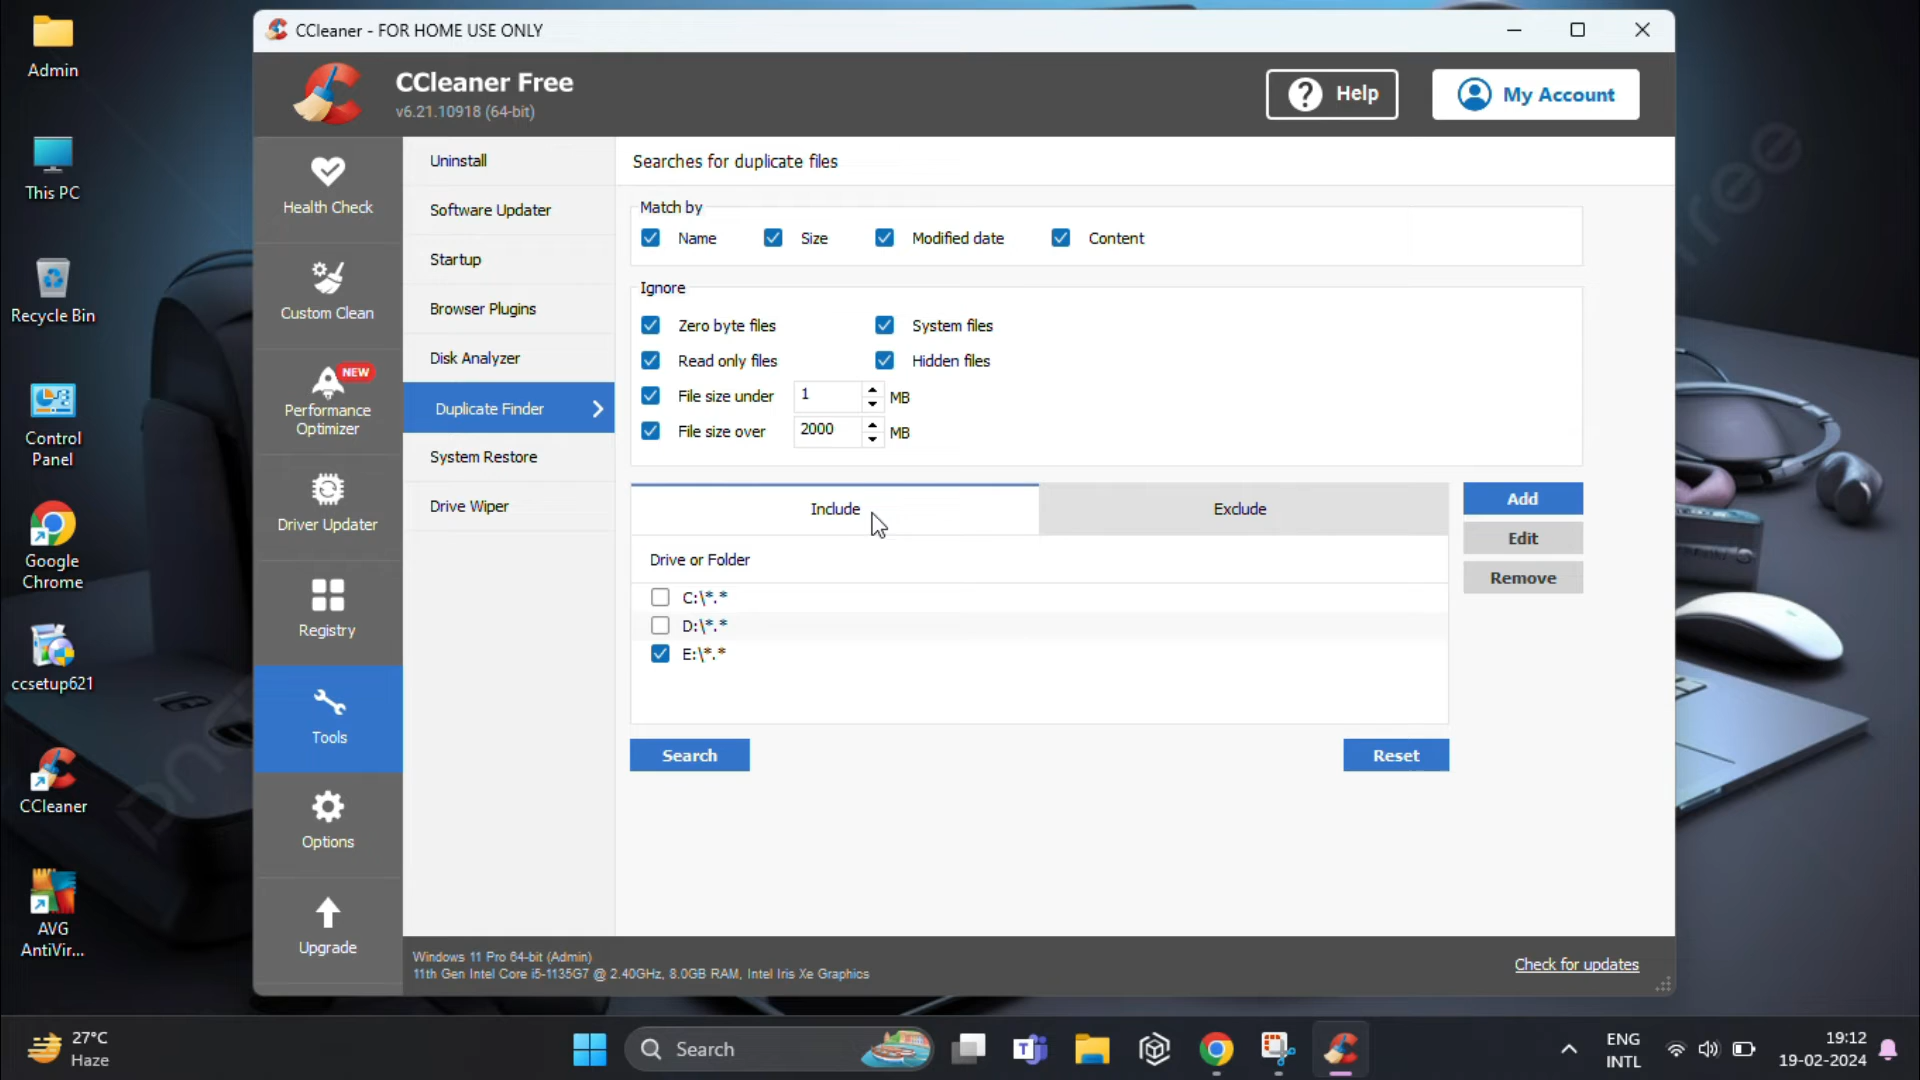 CCleaner - FOR HOME USE ONLY
CCleaner Free
v6.21.10918 (64-bit)
Help
My Account
Admin
This PC
Recycle Bin
Control
Panel
Google
Chrome
ccsetup621
CCleaner
AVG
AntiVir...
Health Check
Custom Clean
NEW
Performance
Optimizer
Driver Updater
Registry
Tools
Options
Upgrade
Uninstall
Software Updater
Startup
Browser Plugins
Disk Analyzer
Duplicate Finder
System Restore
Drive Wiper
Searches for duplicate files
Match by
Name Size Modified date Content
Ignore
Zero byte files System files
Read only files Hidden files
File size under 1 MB
File size over 2000 MB
Include Exclude
Add
Edit
Remove
Drive or Folder
C:\*.*
D:\*.*
E:\*.*
Search Reset
Windows 11 Pro 64-bit (Admin)
11th Gen Intel Core i5-1135G7 @ 2.40GHz, 8.0GB RAM, Intel Iris Xe Graphics
Check for updates
27°C
Haze
Search
ENG
INTL
19:12
19-02-2024